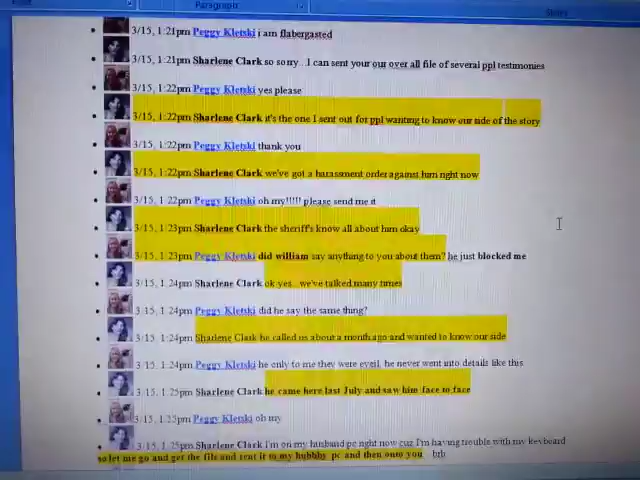 Paragraph
Styles
3/15, 1:21pm Peggy Kletski i am flabergasted
3/15, 1:21pm Sharlene Clark so sorry...I can sent your our over all file of several ppl testmonies
3/15, 1:22pm Peggy Kletski yes please
3/15, 1:22pm Sharlene Clark it's the one I sent out for ppl wanting to know our side of the story
3/15, 1:22pm Peggy Kletski thank you
3/15, 1:22pm Sharlene Clark we've got a harassment order against him right now
3/15, 1:22pm Peggy Kletski oh my!!!!! please send me it
3/15, 1:23pm Sharlene Clark the sheriff's know all about him okay
3/15, 1:23pm Peggy Kletski did william say anything to you about them? he just blocked me
3/15, 1:24pm Sharlene Clark ok yes...we've talked many times
3/15, 1:24pm Peggy Kletski did he say the same thing?
3/15, 1:24pm Sharlene Clark he called us about a month ago and wanted to know our side
3/15, 1:24pm Peggy Kletski he only to me they were eveil, he never went into details like this
3/15, 1:25pm Sharlene Clark he came here last July and saw him face to face
3/15, 1:25pm Peggy Kletski oh my
3/15, 1:25pm Sharlene Clark I'm on my husband pc right now cuz I'm having trouble with my keyboard
so let me go and get the file and sent it to my hubbby pc and then onto you brb